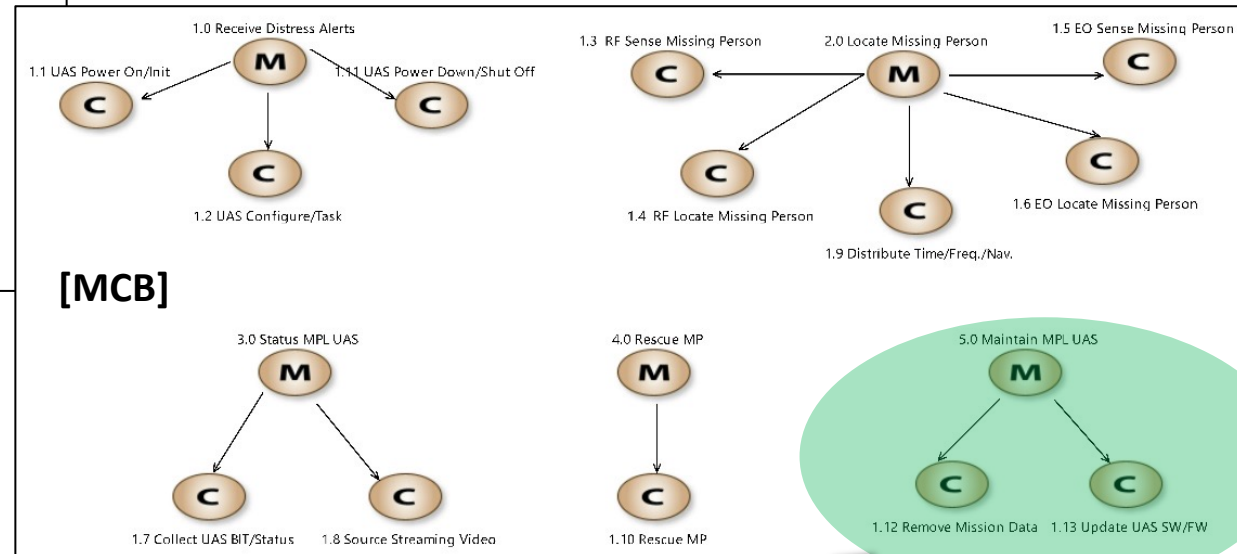 1.0 Receive Distress Alerts
M
1.1 UAS Power On/Init
C
1.11 UAS Power Down/Shut Off
C
C
1.2 UAS Configure/Task
2.0 Locate Missing Person
M
1.3 RF Sense Missing Person
C
1.5 EO Sense Missing Person
C
C
1.4 RF Locate Missing Person
C
1.9 Distribute Time/Freq./Nav.
C
1.6 EO Locate Missing Person
[MCB]
3.0 Status MPL UAS
M
C
1.7 Collect UAS BIT/Status
C
1.8 Source Streaming Video
4.0 Rescue MP
M
C
1.10 Rescue MP
5.0 Maintain MPL UAS
M
C
1.12 Remove Mission Data
C
1.13 Update UAS SW/FW